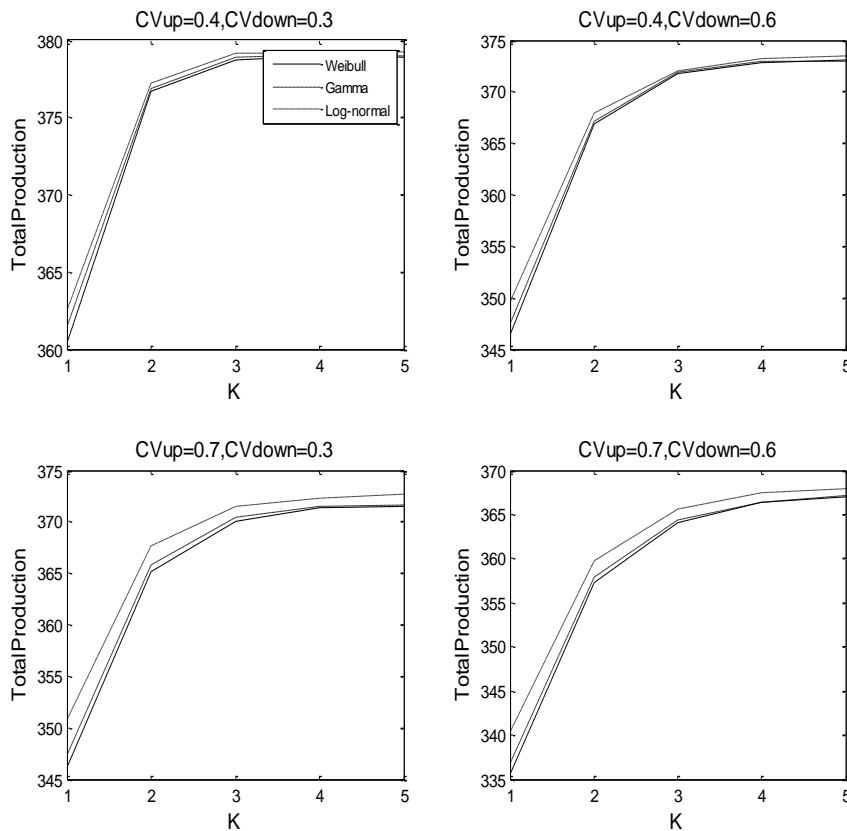 CVup=0.4,CVdown=0.3
380
375
370
365
360
Total Production
1 2 3 4 5
K
Weibull
Gamma
Log-normal
CVup=0.4,CVdown=0.6
375
370
365
360
355
350
345
Total Production
1 2 3 4 5
K
CVup=0.7,CVdown=0.3
375
370
365
360
355
350
345
Total Production
1 2 3 4 5
K
CVup=0.7,CVdown=0.6
370
365
360
355
350
345
340
335
Total Production
1 2 3 4 5
K